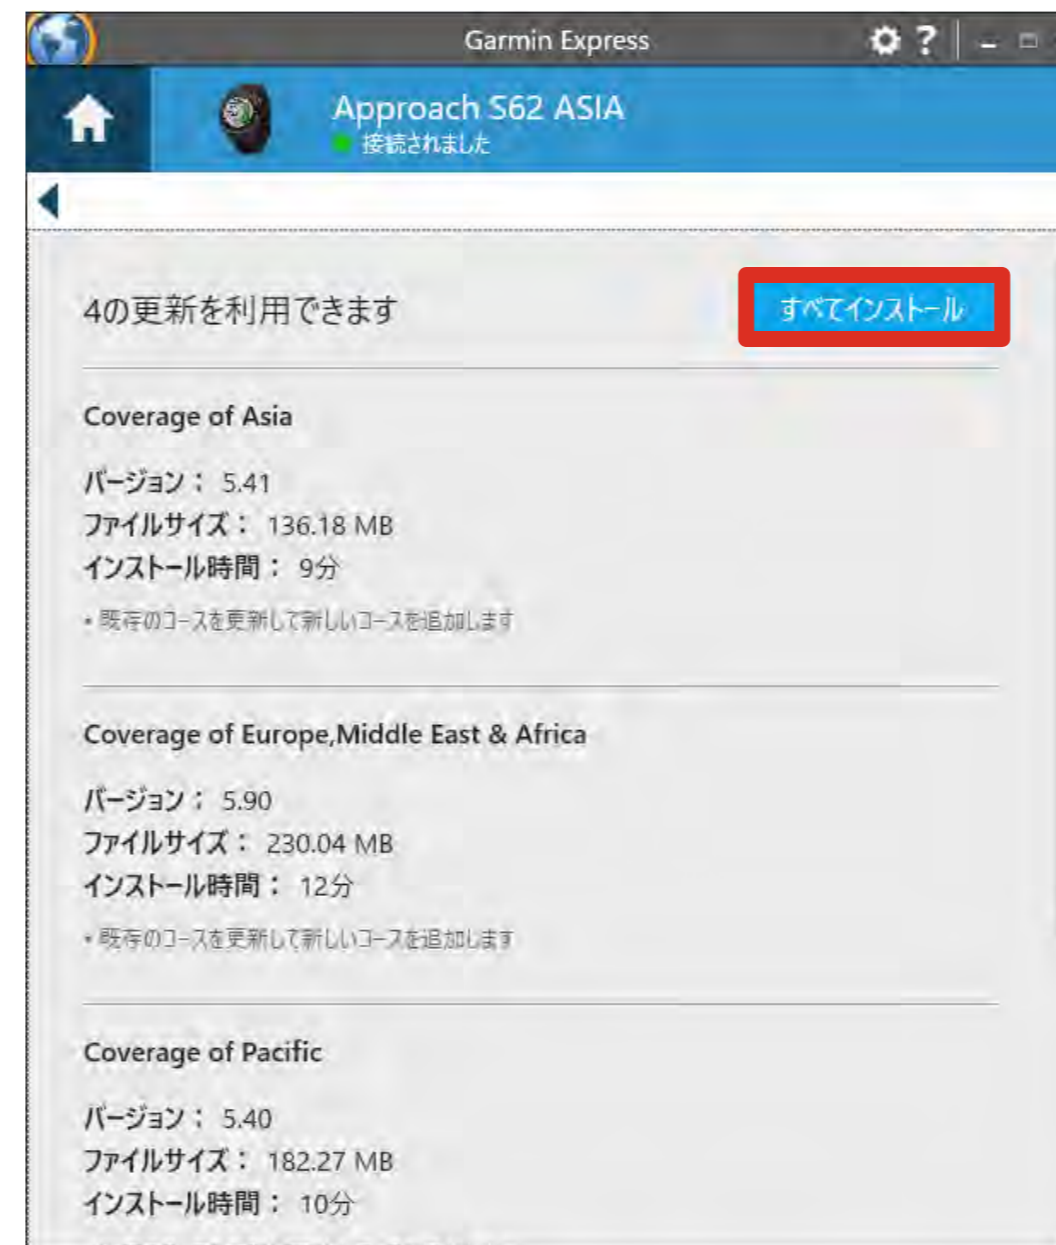 Garmin Express
Approach S62 ASIA
接続されました
4の更新を利用できます
すべてインストール
Coverage of Asia
バージョン： 5.41
ファイルサイズ： 136.18 MB
インストール時間： 9分
• 既存のコースを更新して新しいコースを追加します
Coverage of Europe,Middle East & Africa
バージョン： 5.90
ファイルサイズ： 230.04 MB
インストール時間： 12分
• 既存のコースを更新して新しいコースを追加します
Coverage of Pacific
バージョン： 5.40
ファイルサイズ： 182.27 MB
インストール時間： 10分